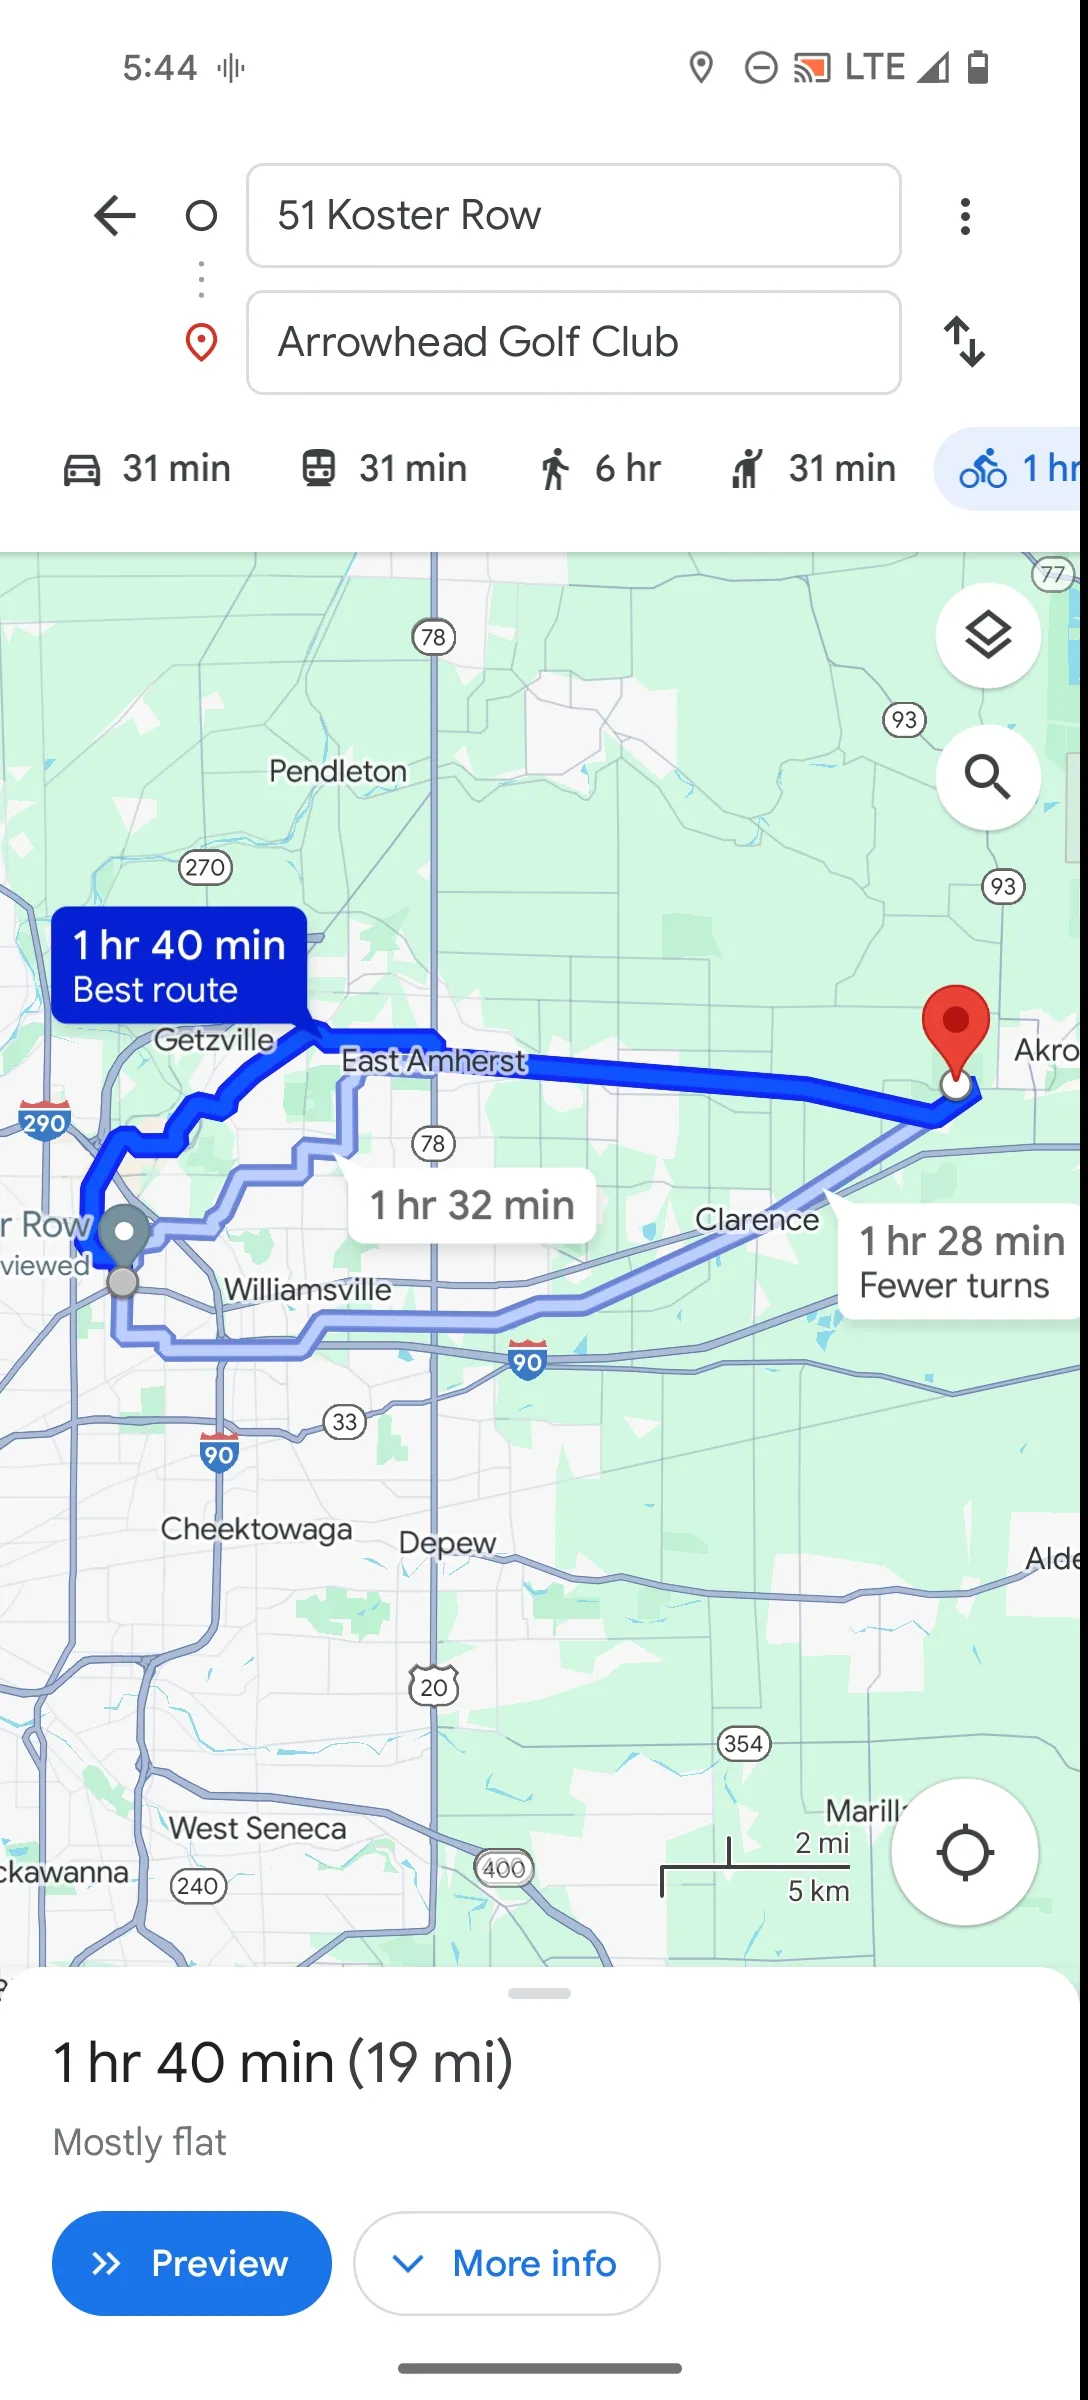 5:44 LTE
51 Koster Row
Arrowhead Golf Club
31 min 31 min 6 hr 31 min 1 hr
77
78
93
Pendleton
270
93
1 hr 40 min
Best route
Getzville
East Amherst
Akro
290
78
1 hr 32 min
r Row
viewed
Clarence
1 hr 28 min
Fewer turns
Williamsville
90
33
90
Cheektowaga
Depew
Alde
20
354
Marilla
2 mi
5 km
West Seneca
400
ckawanna
240
1 hr 40 min (19 mi)
Mostly flat
Preview More info